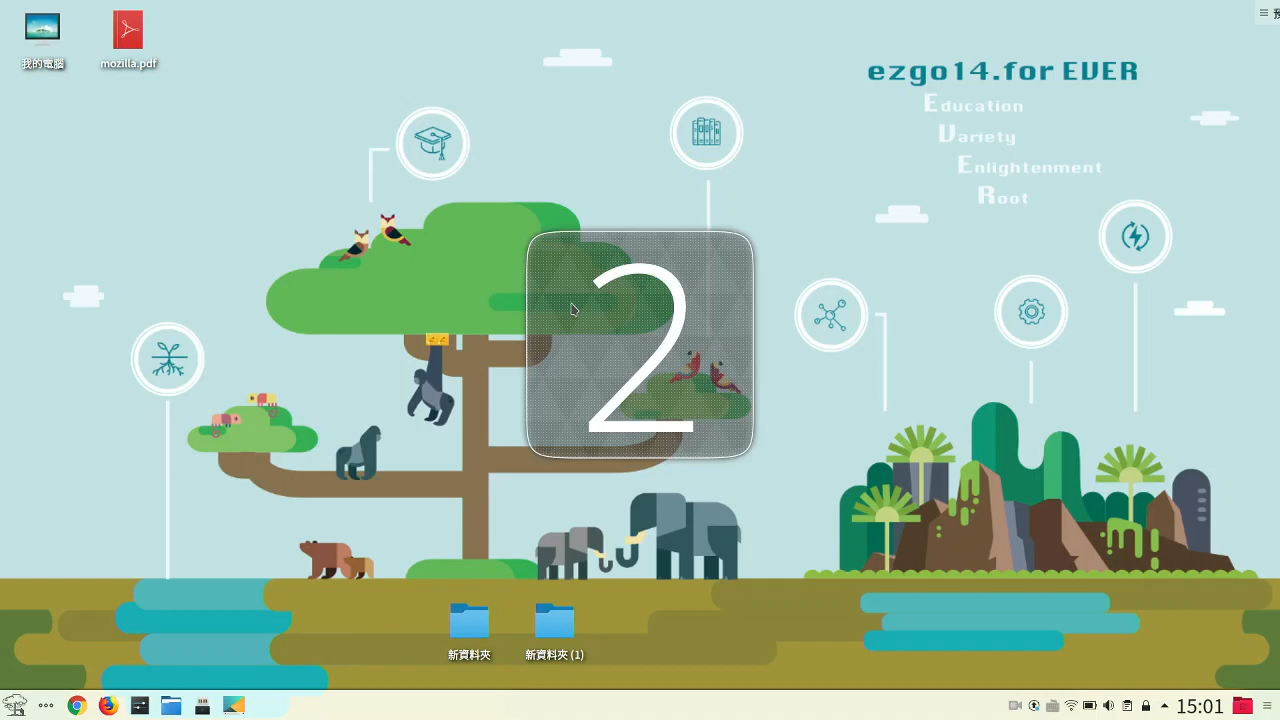 我的電腦
mozilla.pdf
ezgo14.for EVER
Education
Variety
Enlightenment
Root
2
新資料夾
新資料夾 (1)
15:01